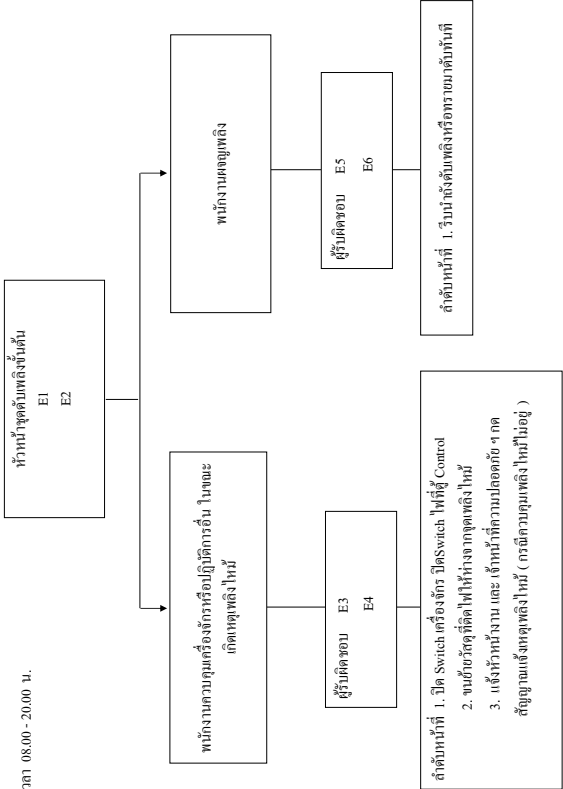 วลา 08.00 - 20.00 น.
หัวหน้าชุดดับเพลิงขั้นต้น
E1
E2
พนักงานควบคุมเครื่องจักรหรือปฏิบัติการอื่น ในขณะ
เกิดเหตุเพลิงไหม้
พนักงานผจญเพลิง
ผู้รับผิดชอบ E3
E4
ผู้รับผิดชอบ E5
E6
ลำดับหน้าที่ 1. ปิด Switch เครื่องจักร ปิดSwitch ไฟที่ตู้ Control
2. ขนย้ายวัสดุที่ติดไฟให้ห่างจากจุดเพลิงไหม้
3. แจ้งหัวหน้างาน และ เจ้าหน้าที่ความปลอดภัย ฯ กด
สัญญาณแจ้งเหตุเพลิงไหม้ ( กรณีควบคุมเพลิงไหม้ไม่อยู่ )
ลำดับหน้าที่ 1. รีบนำถังดับเพลิงหรือทรายมาดับทันที